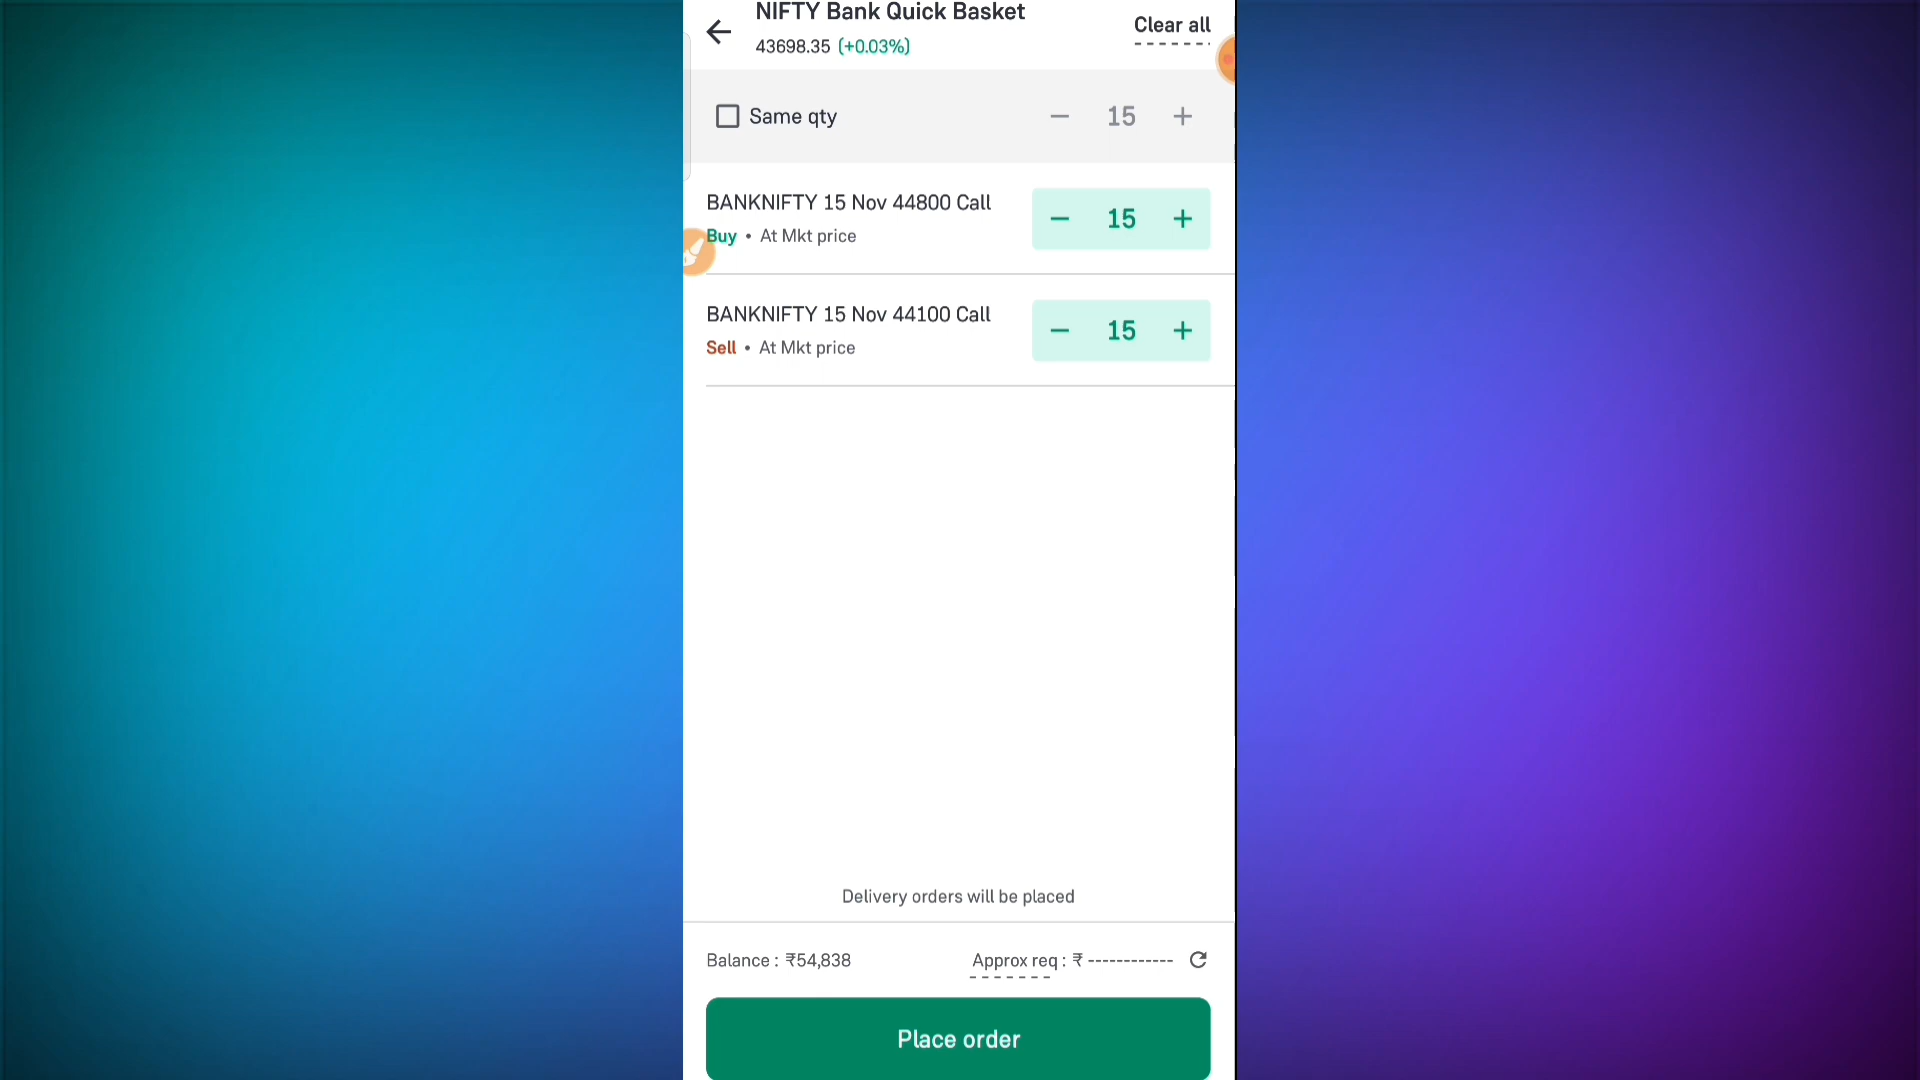 NIFTY Bank Quick Basket
Clear all
43698.35 (+0.03%)
Same qty
− 15 +
BANKNIFTY 15 Nov 44800 Call
Buy • At Mkt price
− 15 +
BANKNIFTY 15 Nov 44100 Call
Sell • At Mkt price
− 15 +
Delivery orders will be placed
Balance : ₹54,838
Approx req : ₹ ------------
Place order